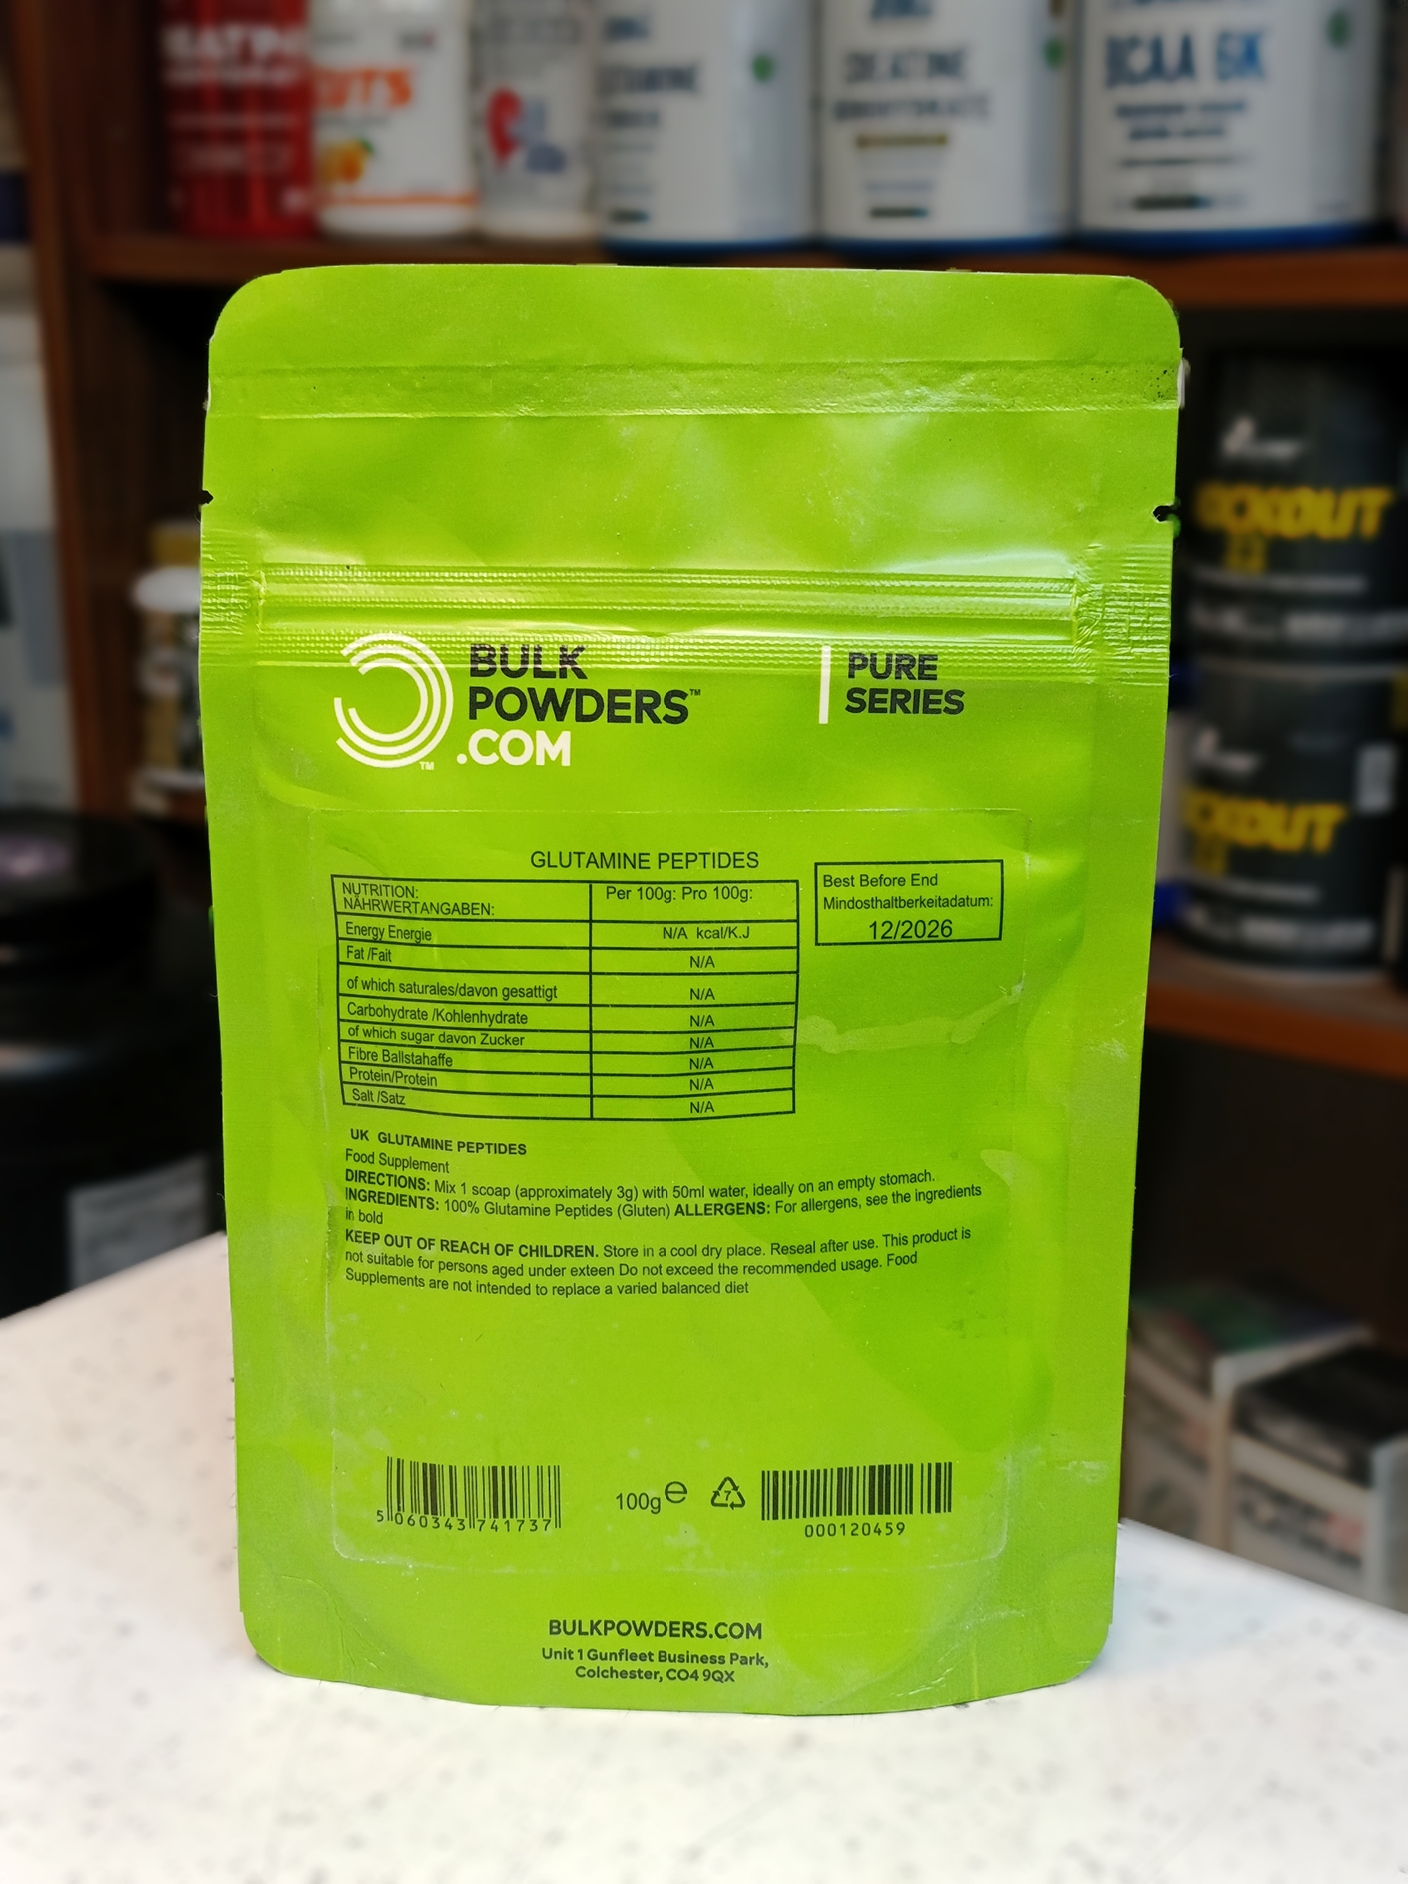 CREATINE
BCAA 6K
BULK
POWDERS™
.COM
™
PURE
SERIES
GLUTAMINE PEPTIDES
NUTRITION:
NÄHRWERTANGABEN:
Per 100g: Pro 100g:
Energy Energie
N/A kcal/K.J
Fat /Fait
N/A
of which saturales/davon gesattigt
N/A
Carbohydrate /Kohlenhydrate
N/A
of which sugar davon Zucker
N/A
Fibre Ballstahaffe
N/A
Protein/Protein
N/A
Salt /Satz
N/A
Best Before End
Mindosthaltberkeitadatum:
12/2026
UK GLUTAMINE PEPTIDES
Food Supplement
DIRECTIONS: Mix 1 scoap (approximately 3g) with 50ml water, ideally on an empty stomach.
INGREDIENTS: 100% Glutamine Peptides (Gluten) ALLERGENS: For allergens, see the ingredients
in bold
KEEP OUT OF REACH OF CHILDREN. Store in a cool dry place. Reseal after use. This product is
not suitable for persons aged under exteen Do not exceed the recommended usage. Food
Supplements are not intended to replace a varied balanced diet
5 060343 741737
100g ℮
7
000120459
BULKPOWDERS.COM
Unit 1 Gunfleet Business Park,
Colchester, CO4 9QX